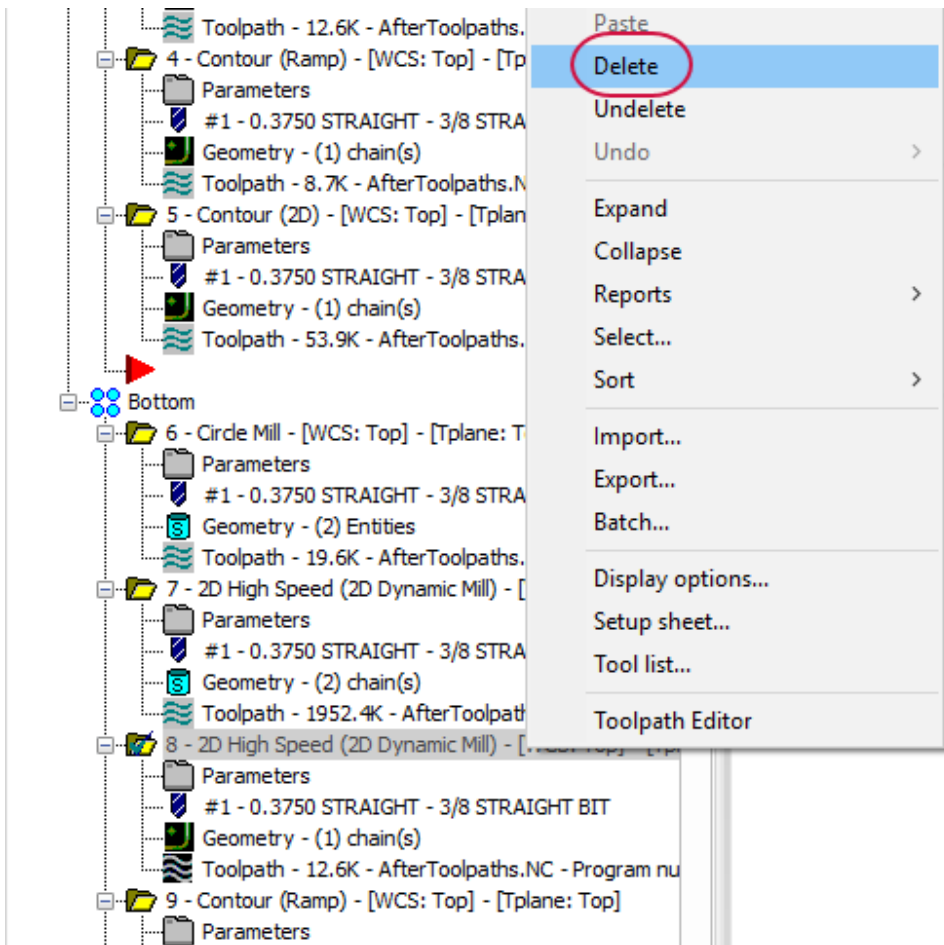 Toolpath - 12.6K - AfterToolpaths.
4 - Contour (Ramp) - [WCS: Top] - [Tp
Parameters
#1 - 0.3750 STRAIGHT - 3/8 STRA
Geometry - (1) chain(s)
Toolpath - 8.7K - AfterToolpaths.N
5 - Contour (2D) - [WCS: Top] - [Tplan
Parameters
#1 - 0.3750 STRAIGHT - 3/8 STRA
Geometry - (1) chain(s)
Toolpath - 53.9K - AfterToolpaths.
Bottom
6 - Circle Mill - [WCS: Top] - [Tplane: T
Parameters
#1 - 0.3750 STRAIGHT - 3/8 STRA
Geometry - (2) Entities
Toolpath - 19.6K - AfterToolpaths.
7 - 2D High Speed (2D Dynamic Mill) - [
Parameters
#1 - 0.3750 STRAIGHT - 3/8 STRA
Geometry - (2) chain(s)
Toolpath - 1952.4K - AfterToolpath
8 - 2D High Speed (2D Dynamic Mill) - [WCS: Top] - [Tpl
Parameters
#1 - 0.3750 STRAIGHT - 3/8 STRAIGHT BIT
Geometry - (1) chain(s)
Toolpath - 12.6K - AfterToolpaths.NC - Program nu
9 - Contour (Ramp) - [WCS: Top] - [Tplane: Top]
Parameters
Paste
Delete
Undelete
Undo
Expand
Collapse
Reports
Select...
Sort
Import...
Export...
Batch...
Display options...
Setup sheet...
Tool list...
Toolpath Editor